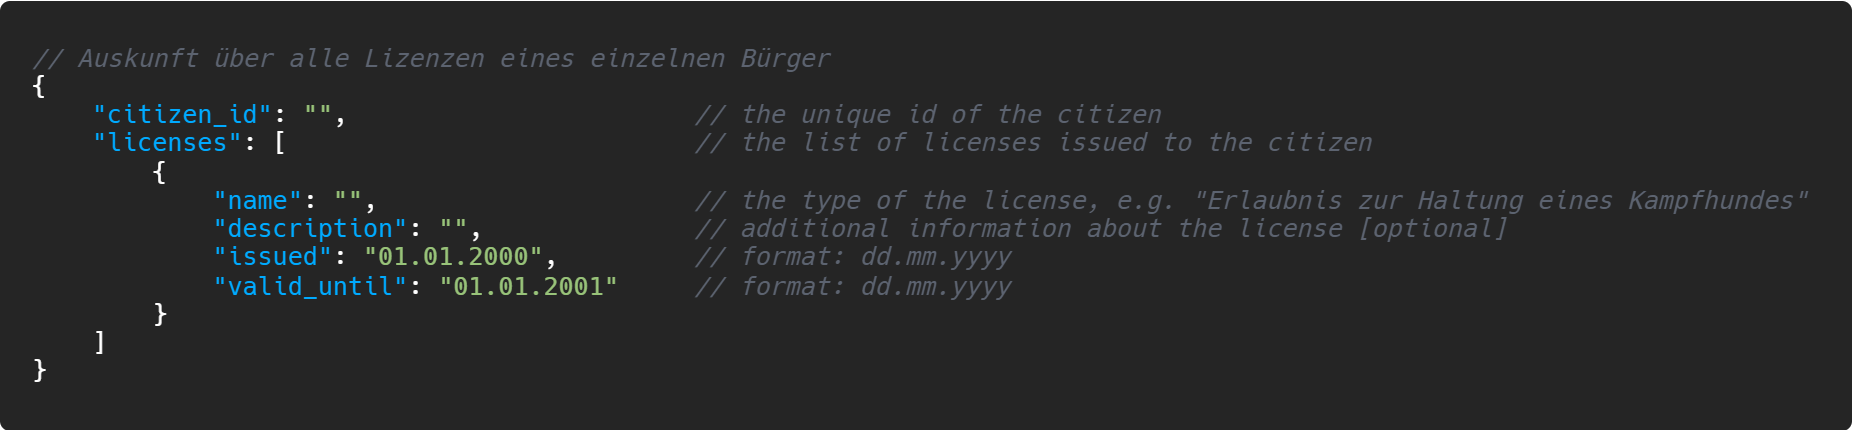 // Auskunft über alle Lizenzen eines einzelnen Bürger
{
    "citizen_id": "",                       // the unique id of the citizen
    "licenses": [                           // the list of licenses issued to the citizen
        {
            "name": "",                     // the type of the license, e.g. "Erlaubnis zur Haltung eines Kampfhundes"
            "description": "",              // additional information about the license [optional]
            "issued": "01.01.2000",         // format: dd.mm.yyyy
            "valid_until": "01.01.2001"     // format: dd.mm.yyyy
        }
    ]
}